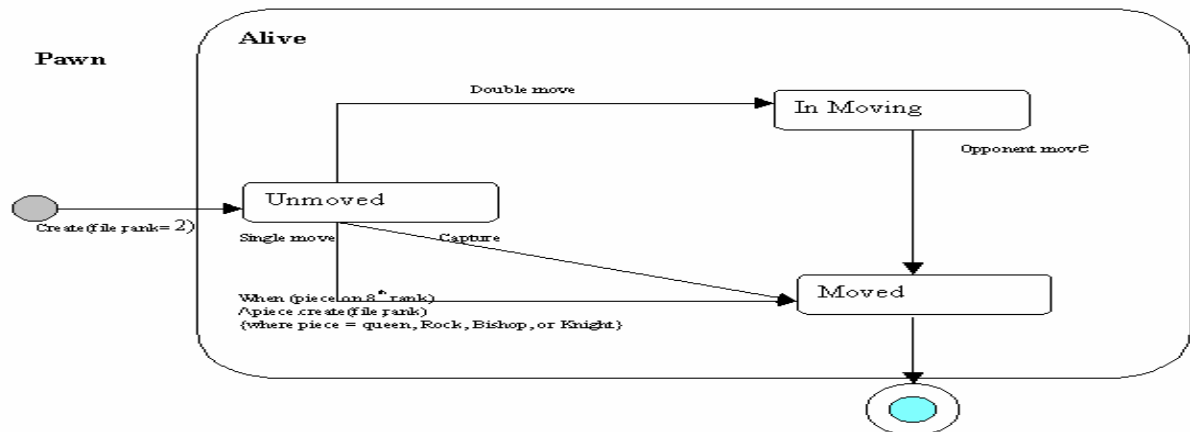 Alive
Pawn
Double move
In Moving
Opponent move
Unmoved
Create(file,rank= 2)
Single move
Capture
When (piece on 8th rank)
/^piece.create(file,rank)
{where piece = queen, Rock, Bishop, or Knight}
Moved